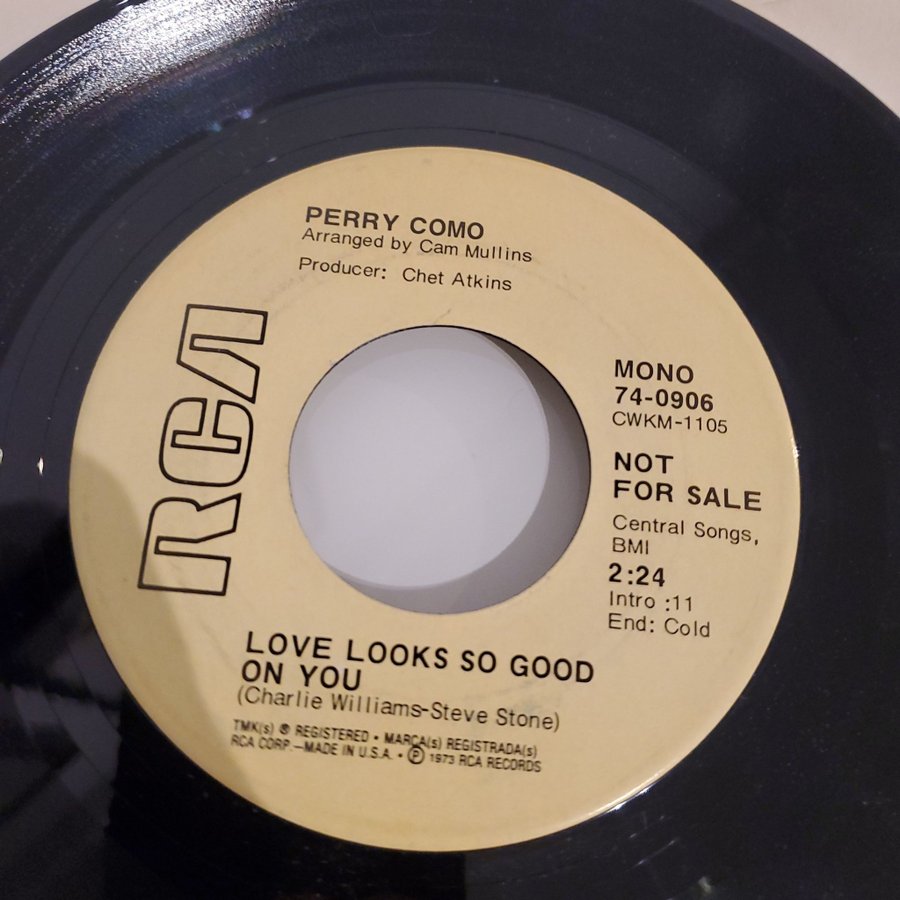 PERRY COMO
Arranged by Cam Mullins
Producer: Chet Atkins
RCA
MONO
74-0906
CWKM-1105
NOT
FOR SALE
Central Songs,
BMI
2:24
Intro :11
End: Cold
LOVE LOOKS SO GOOD
ON YOU
(Charlie Williams-Steve Stone)
TMK(s) ® REGISTERED • MARCA(s) REGISTRADA(s)
RCA CORP.—MADE IN U.S.A. • ℗ 1973 RCA RECORDS